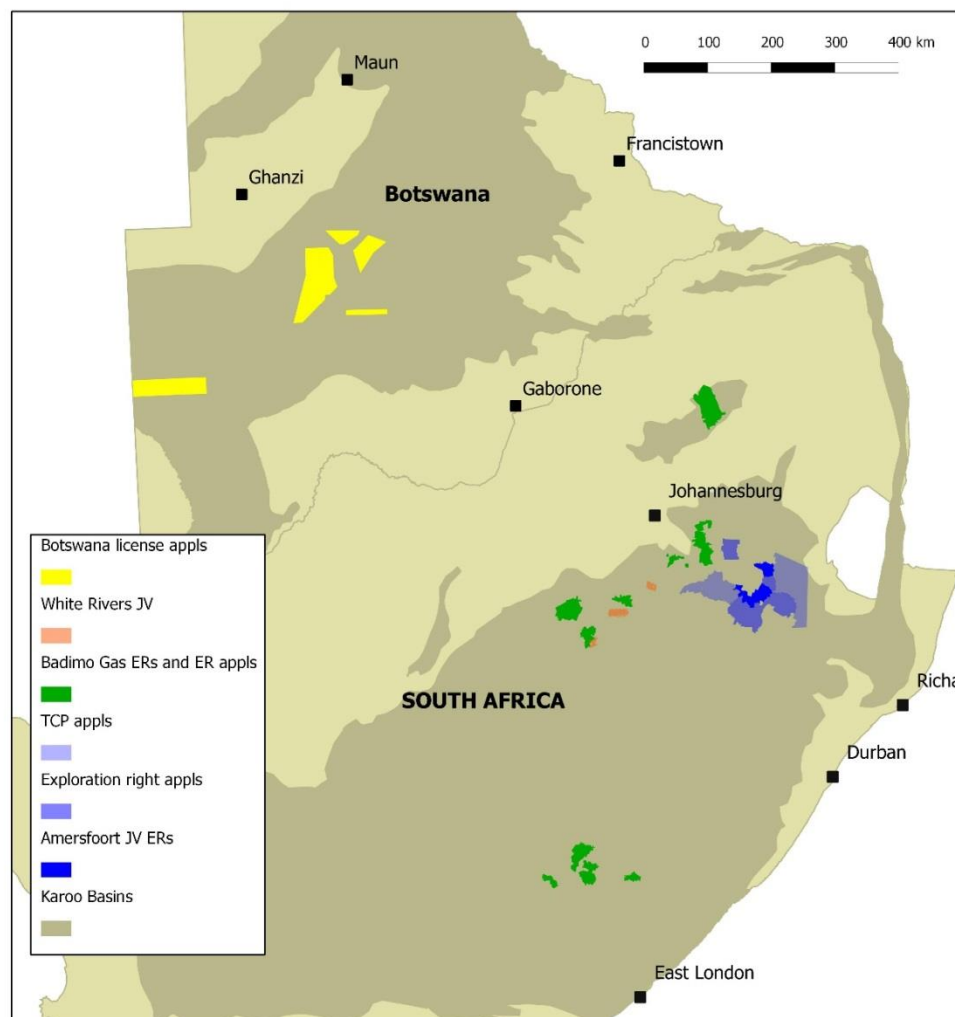 0 100 200 400 km
Maun
Francistown
Ghanzi
Botswana
Gaborone
Johannesburg
Botswana license appls
White Rivers JV
Badimo Gas ERs and ER appls
SOUTH AFRICA
Richa
TCP appls
Durban
Exploration right appls
Amersfoort JV ERs
Karoo Basins
East London